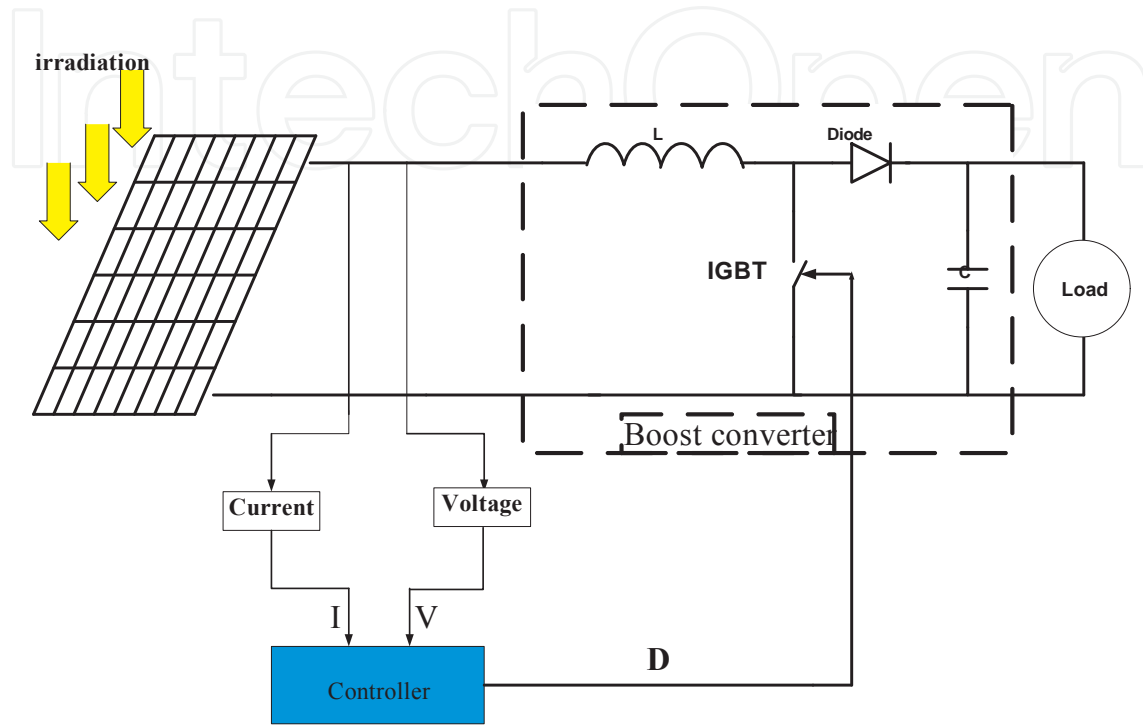 IntechOpen
irradiation
L
Diode
IGBT
C
Load
Boost converter
Current
Voltage
I
V
D
Controller